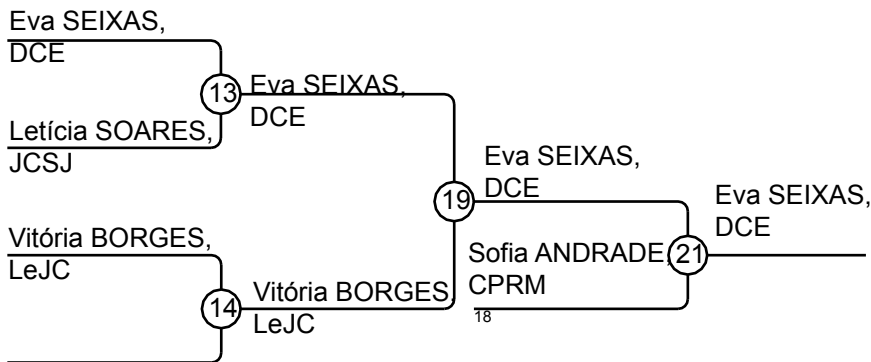 Eva SEIXAS,
DCE
13
Eva SEIXAS,
DCE
Letícia SOARES,
JCSJ
Eva SEIXAS,
DCE
19
Eva SEIXAS,
DCE
Vitória BORGES,
LeJC
Sofia ANDRADE,
CPRM
21
18
14
Vitória BORGES,
LeJC